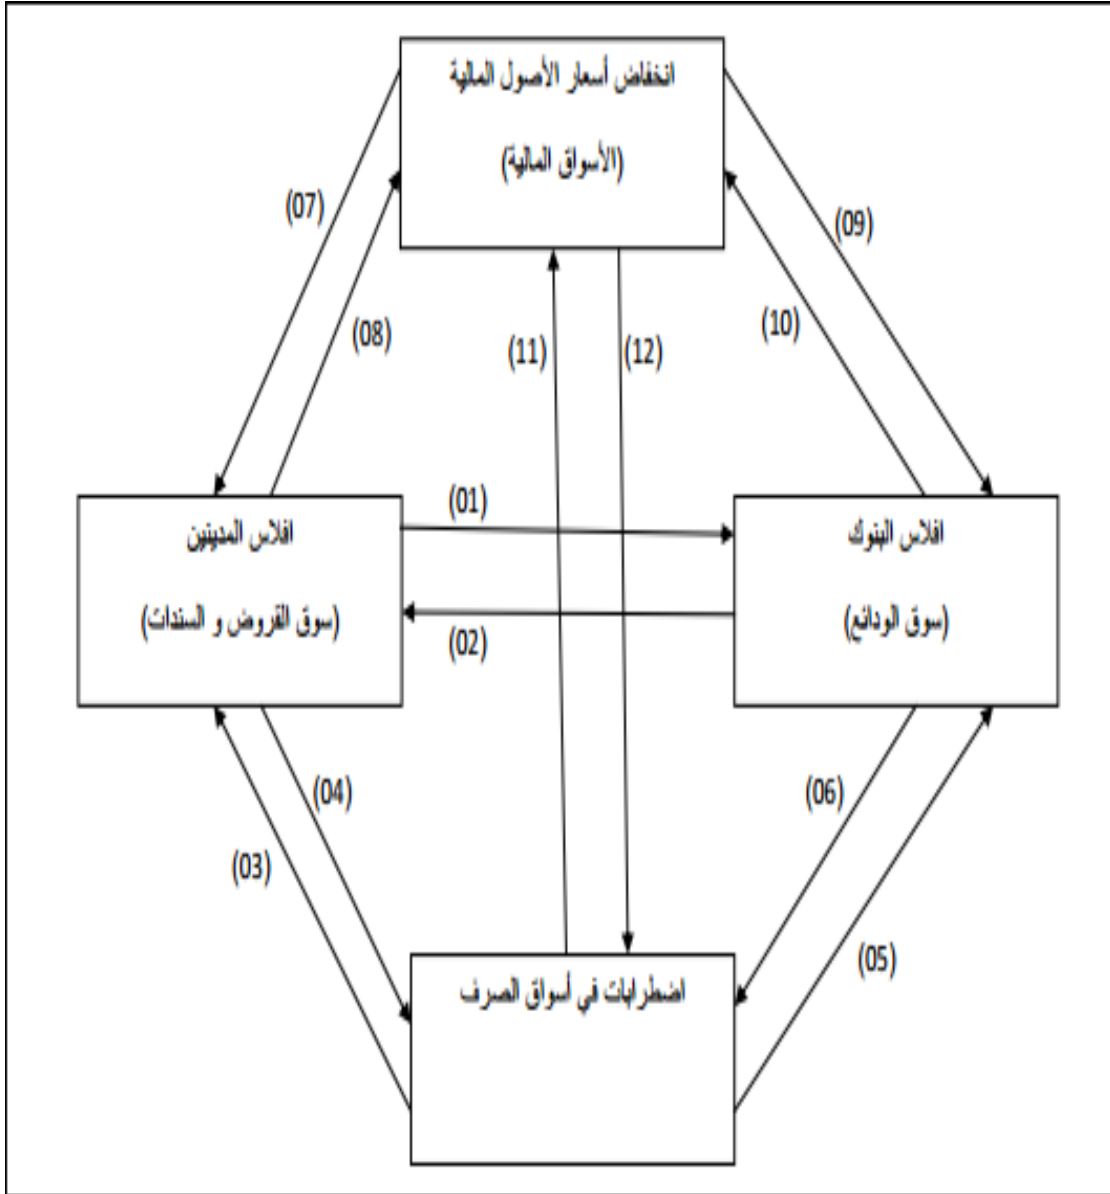 انخفاض أسعار الأصول المالية
(الأسواق المالية)
(07)
(09)
(08)
(11)
(12)
(10)
افلاس المدينين
(سوق القروض و السندات)
(01)
(02)
افلاس البنوك
(سوق الودائع)
(04)
(03)
(06)
(05)
اضطرابات في أسواق الصرف